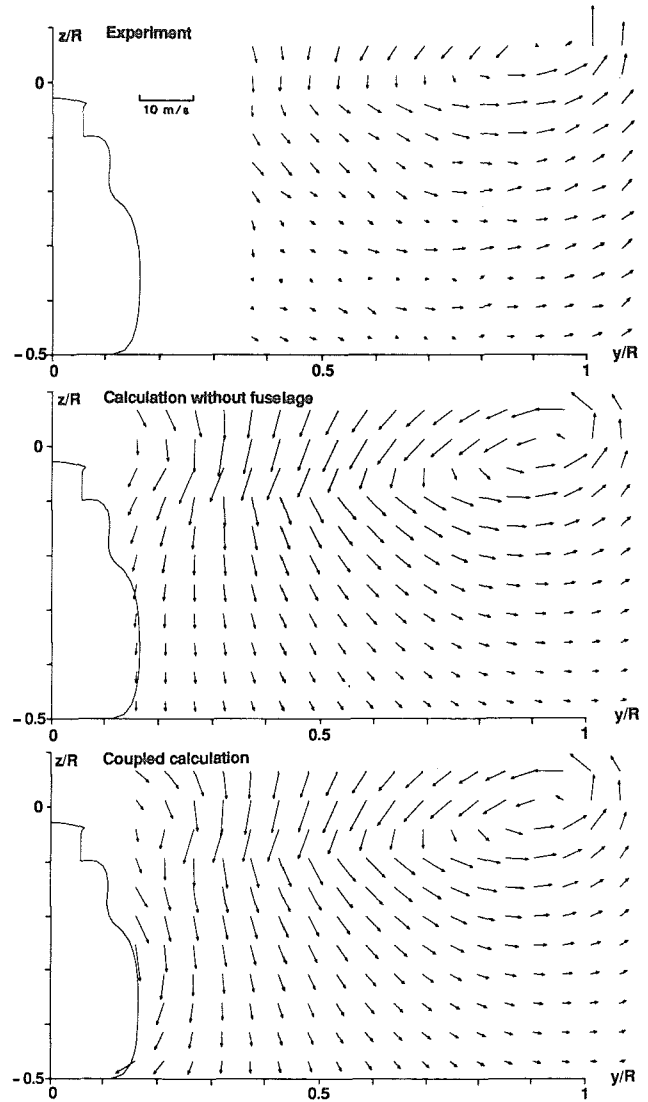 z/R Experiment
0
10 m/s
-0.5
0 0.5 1 y/R
z/R Calculation without fuselage
0
-0.5
0 0.5 1 y/R
z/R Coupled calculation
0
-0.5
0 0.5 1 y/R